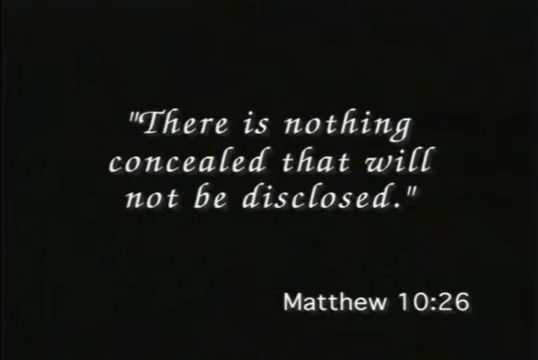 "There is nothing
concealed that will
not be disclosed."
Matthew 10:26